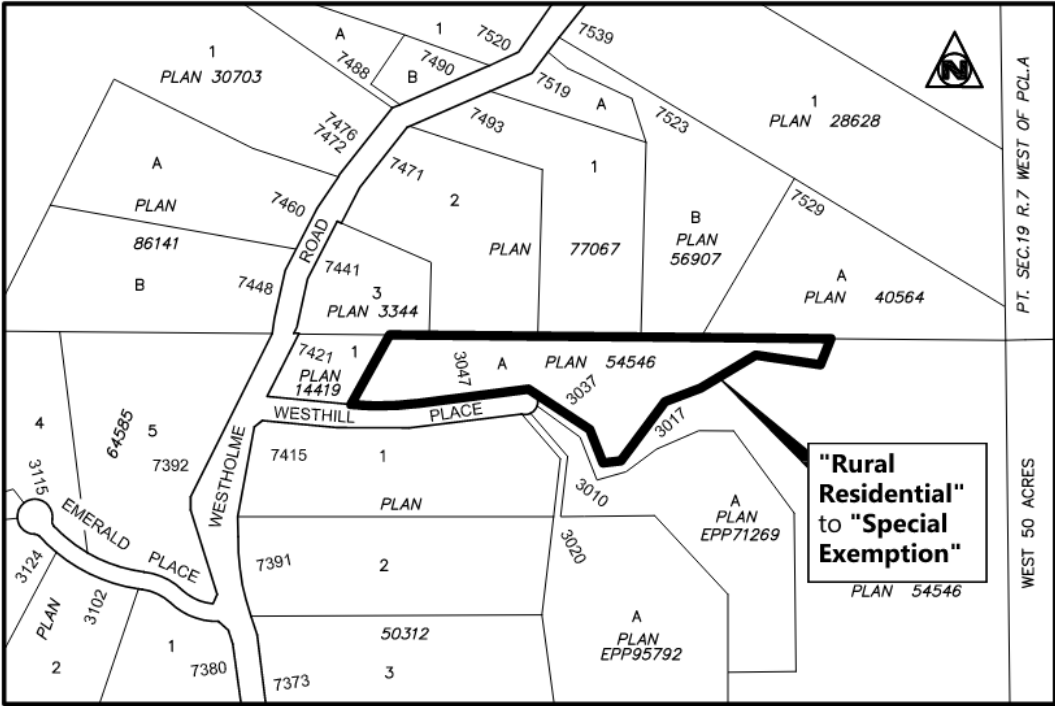 1
PLAN 30703
A
7488
1
7490
B
7520
7539
7519
A
7523
1
PLAN 28628
N
PT. SEC.19 R.7 WEST OF PCL.A
7476
7472
7493
1
7471
2
A
PLAN
86141
B
7460
7448
ROAD
7441
3
PLAN 3344
PLAN
77067
B
PLAN
56907
7529
A
PLAN 40564
7421
1
PLAN
14419
3047
A
PLAN 54546
3037
3017
WESTHILL PLACE
4
64585
5
7392
WESTHOLME
7415
1
PLAN
3010
3020
A
PLAN
EPP71269
"Rural
Residential"
to "Special
Exemption"
PLAN 54546
WEST 50 ACRES
3115
EMERALD PLACE
3124
PLAN
3102
2
1
7380
7391
2
50312
7373
3
A
PLAN
EPP95792